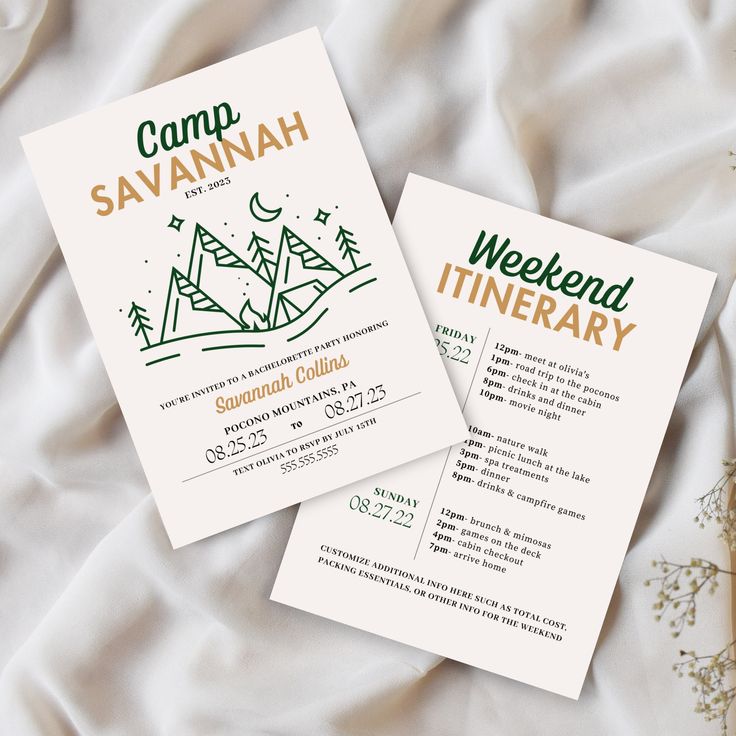 Camp
SAVANNAH
EST. 2023
YOU'RE INVITED TO A BACHELORETTE PARTY HONORING
Savannah Collins
POCONO MOUNTAINS, PA
08.25.23 TO 08.27.23
TEXT OLIVIA TO RSVP BY JULY 15TH
555.555.5555
Weekend
ITINERARY
FRIDAY
5.22
12pm- meet at olivia's
1pm- road trip to the poconos
6pm- check in at the cabin
8pm- drinks and dinner
10pm- movie night
10am- nature walk
1pm- picnic lunch at the lake
3pm- spa treatments
5pm- dinner
8pm- drinks & campfire games
SUNDAY
08.27.22
12pm- brunch & mimosas
2pm- games on the deck
4pm- cabin checkout
7pm- arrive home
CUSTOMIZE ADDITIONAL INFO HERE SUCH AS TOTAL COST,
PACKING ESSENTIALS, OR OTHER INFO FOR THE WEEKEND